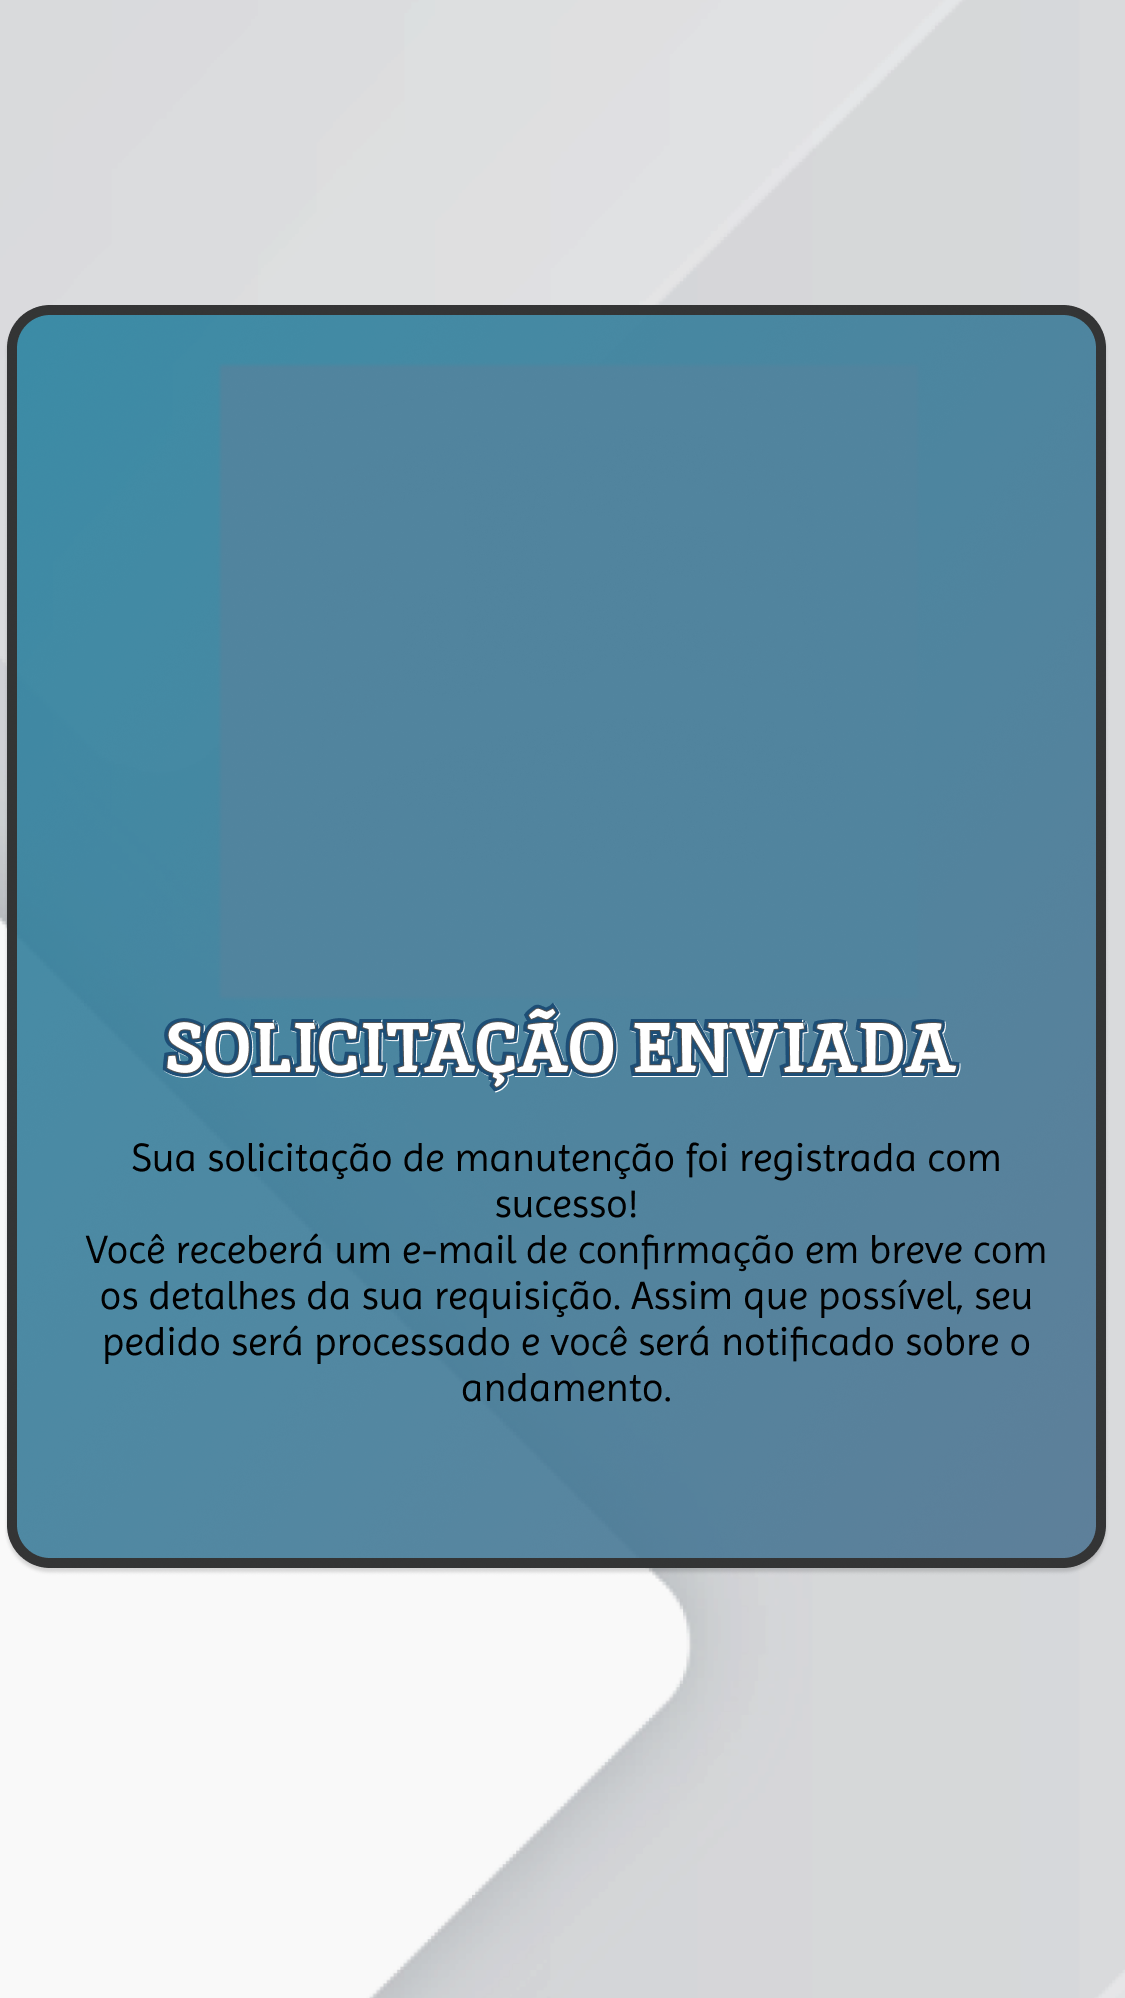 SOLICITAÇÃO ENVIADA
Sua solicitação de manutenção foi registrada com
sucesso!
Você receberá um e-mail de confirmação em breve com
os detalhes da sua requisição. Assim que possível, seu
pedido será processado e você será notificado sobre o
andamento.